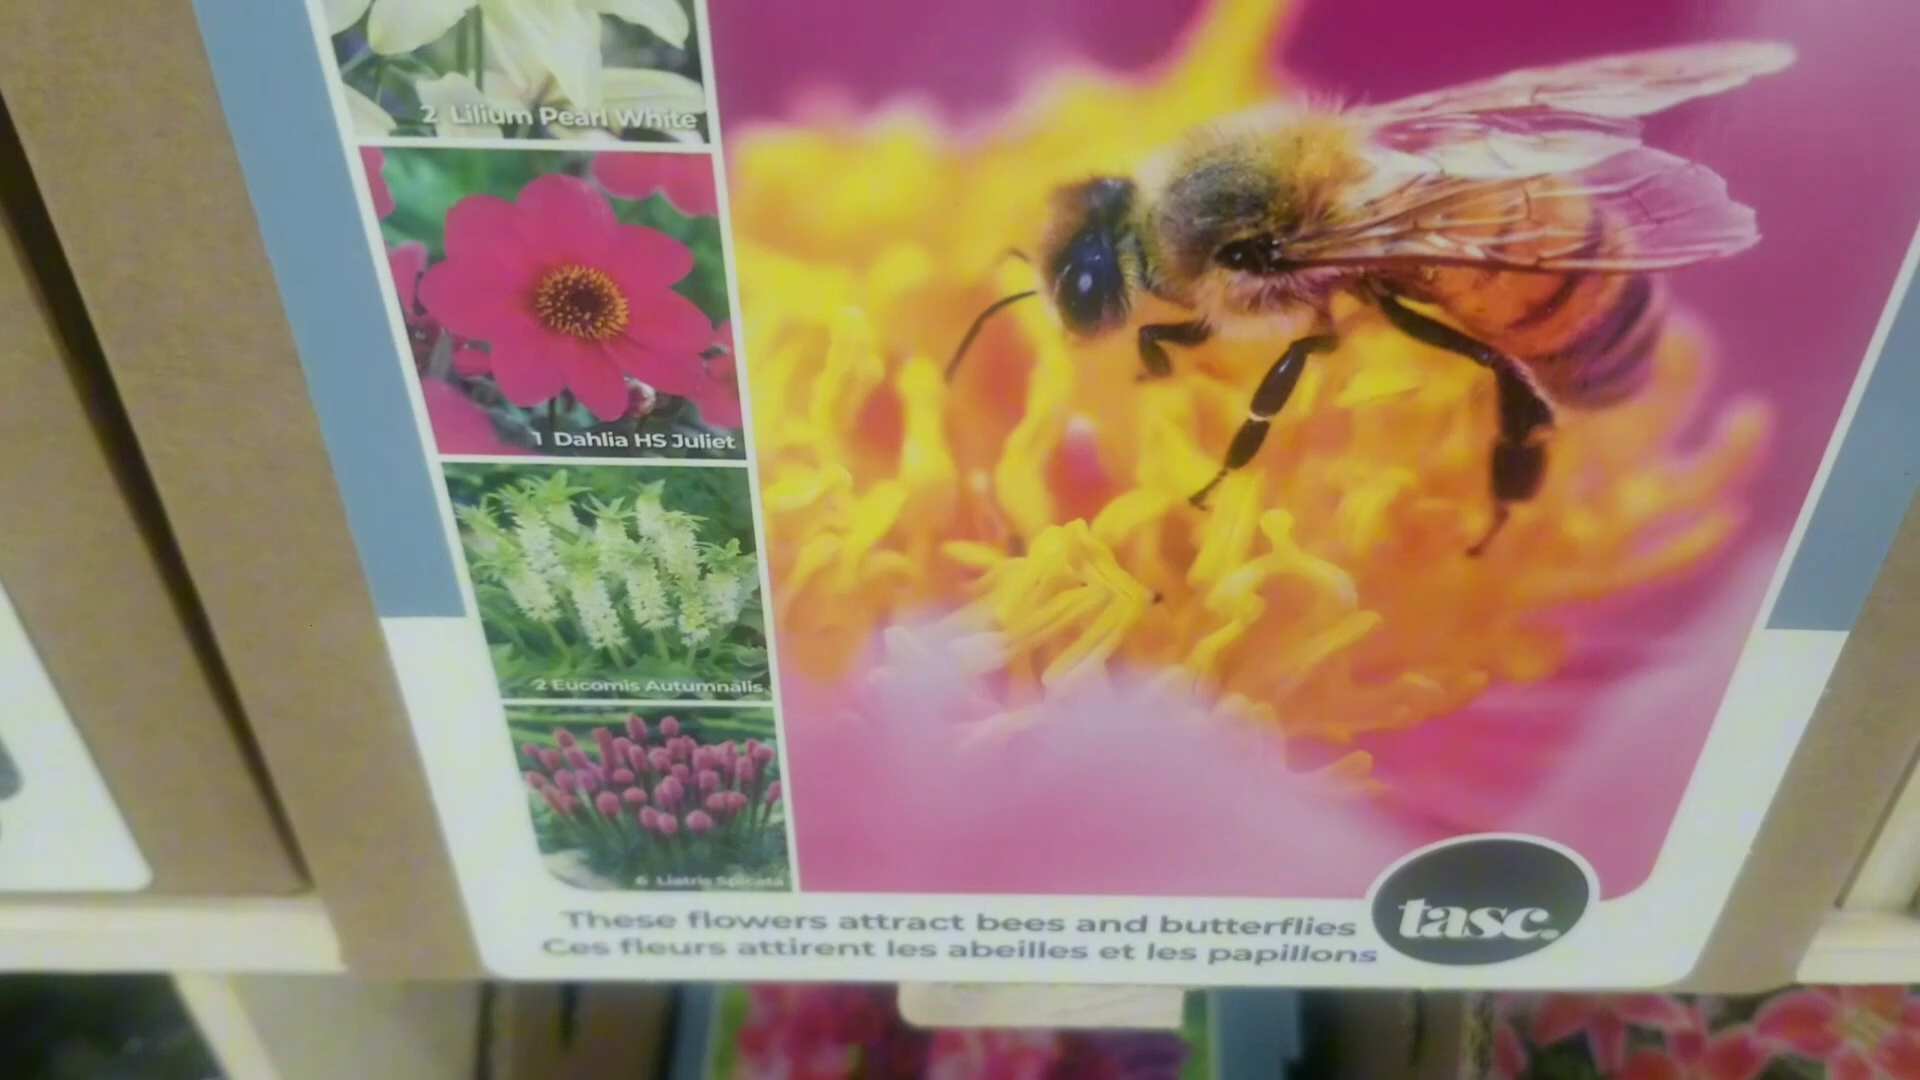 2 Lilium Pearl White
1 Dahlia HS Juliet
2 Eucomis Autumnalis
6 Liatris Spicata
These flowers attract bees and butterflies
Ces fleurs attirent les abeilles et les papillons
tasc.